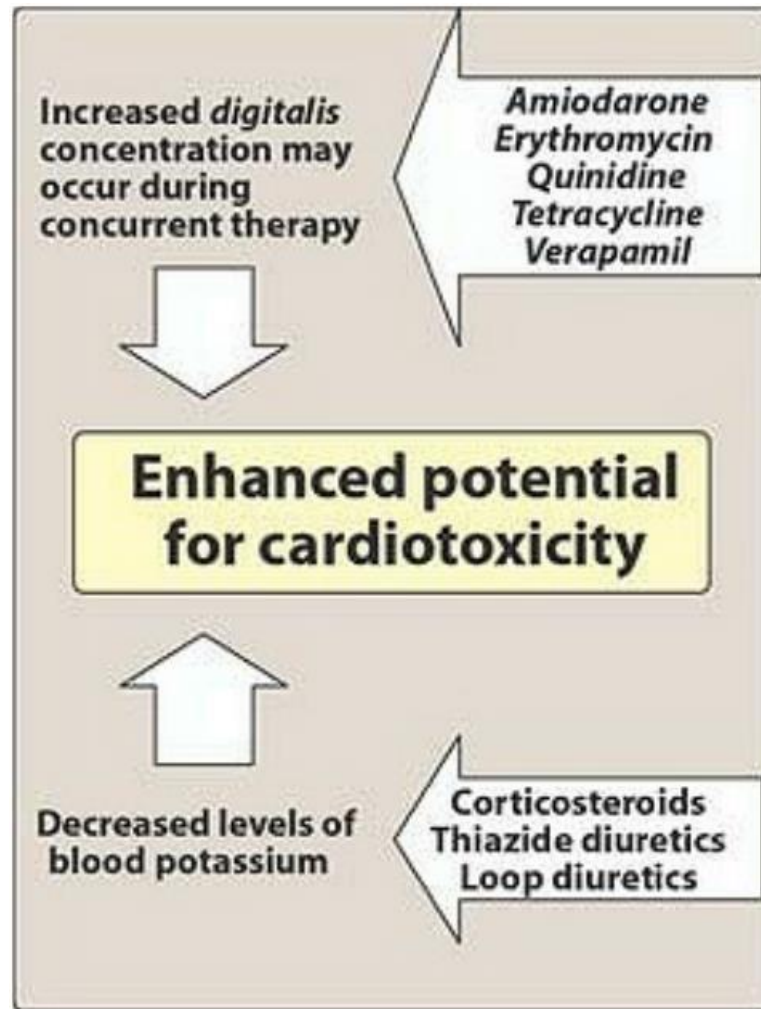 Increased digitalis
concentration may
occur during
concurrent therapy
Amiodarone
Erythromycin
Quinidine
Tetracycline
Verapamil
Enhanced potential
for cardiotoxicity
Decreased levels of
blood potassium
Corticosteroids
Thiazide diuretics
Loop diuretics